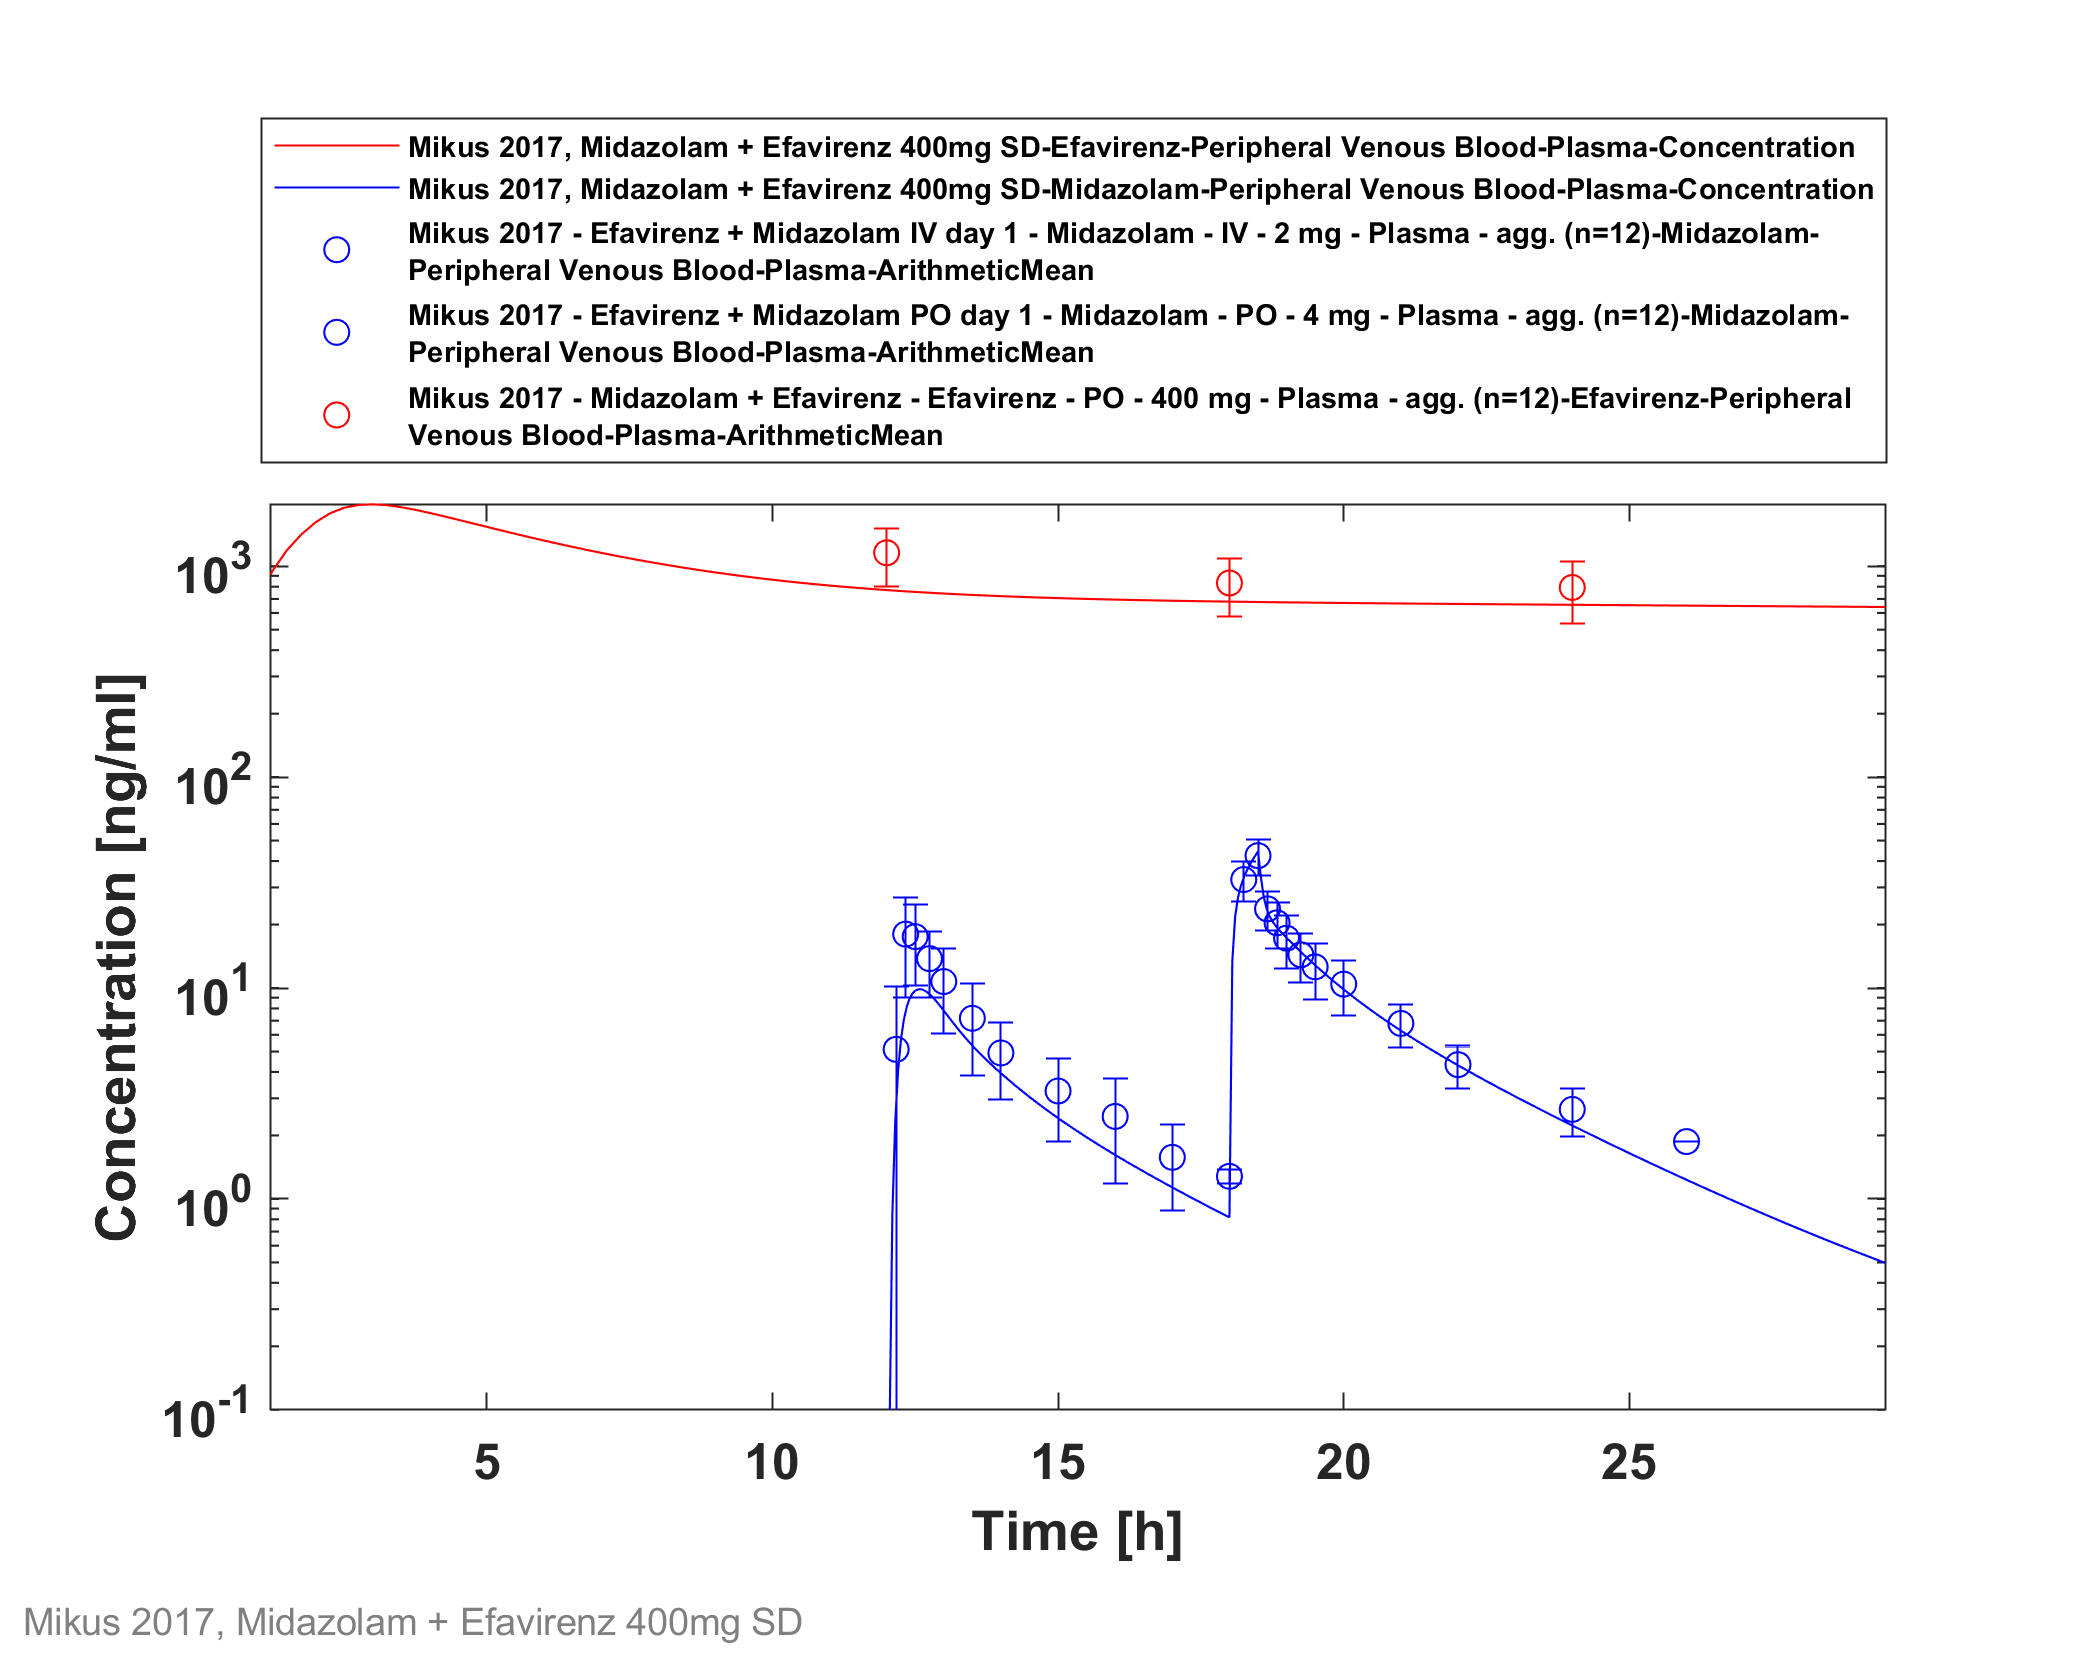 Mikus 2017, Midazolam + Efavirenz 400mg SD-Efavirenz-Peripheral Venous Blood-Plasma-Concentration
Mikus 2017, Midazolam + Efavirenz 400mg SD-Midazolam-Peripheral Venous Blood-Plasma-Concentration
Mikus 2017 - Efavirenz + Midazolam IV day 1 - Midazolam - IV - 2 mg - Plasma - agg. (n=12)-Midazolam-
Peripheral Venous Blood-Plasma-ArithmeticMean
Mikus 2017 - Efavirenz + Midazolam PO day 1 - Midazolam - PO - 4 mg - Plasma - agg. (n=12)-Midazolam-
Peripheral Venous Blood-Plasma-ArithmeticMean
Mikus 2017 - Midazolam + Efavirenz - Efavirenz - PO - 400 mg - Plasma - agg. (n=12)-Efavirenz-Peripheral
Venous Blood-Plasma-ArithmeticMean
Concentration [ng/ml]
10^3
10^2
10^1
10^0
10^-1
5 10 15 20 25
Time [h]
Mikus 2017, Midazolam + Efavirenz 400mg SD